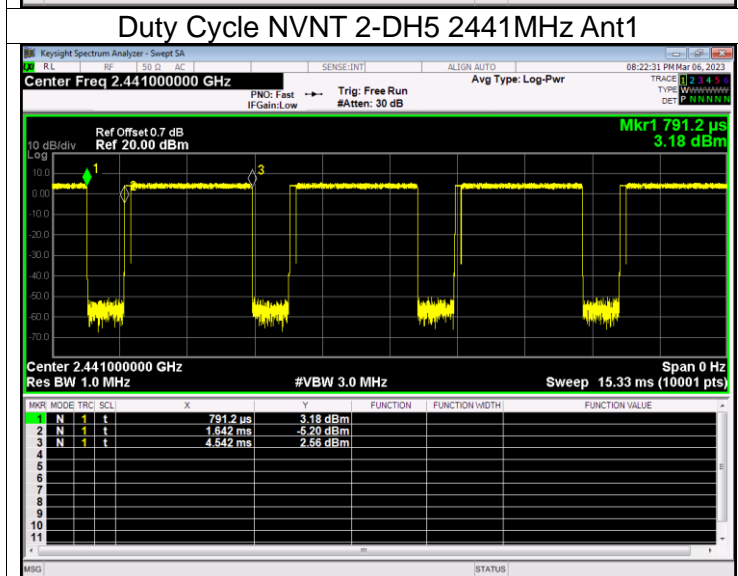 Duty Cycle NVNT 2-DH5 2441MHz Ant1
Keysight Spectrum Analyzer - Swept SA
LXI RL RF 50 Ω AC SENSE:INT ALIGN AUTO 08:22:31 PM Mar 06, 2023
Center Freq 2.441000000 GHz
PNO: Fast
IFGain:Low
Trig: Free Run
#Atten: 30 dB
Avg Type: Log-Pwr
TRACE 1 2 3 4 5 6
TYPE WWWWWW
DET P N N N N N
Mkr1 791.2 µs
3.18 dBm
Ref Offset 0.7 dB
10 dB/div Ref 20.00 dBm
Log
10.0
0.00
-10.0
-20.0
-30.0
-40.0
-50.0
-60.0
-70.0
1
2
3
Center 2.441000000 GHz Span 0 Hz
Res BW 1.0 MHz #VBW 3.0 MHz Sweep 15.33 ms (10001 pts)
MKR MODE TRC SCL X Y FUNCTION FUNCTION WIDTH FUNCTION VALUE
1 N 1 t 791.2 µs 3.18 dBm
2 N 1 t 1.642 ms -5.20 dBm
3 N 1 t 4.542 ms 2.56 dBm
4
5
6
7
8
9
10
11
MSG STATUS